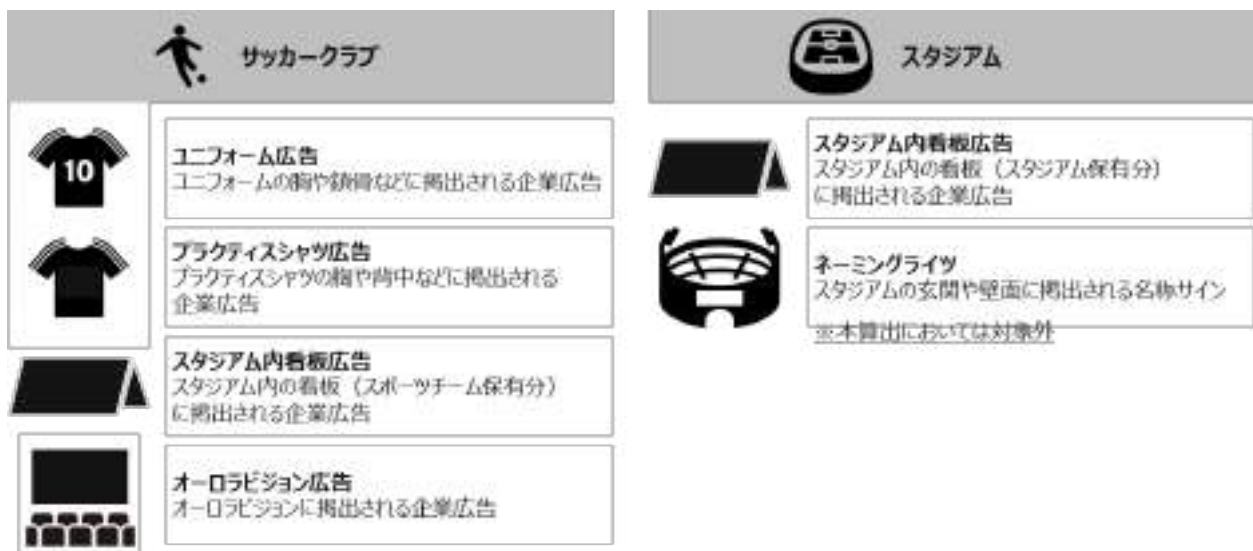 サッカークラブ
10
ユニフォーム広告
ユニフォームの胸や鎖骨などに掲出される企業広告
プラクティスシャツ広告
プラクティスシャツの胸や背中などに掲出される
企業広告
スタジアム内看板広告
スタジアム内の看板（スポーツチーム保有分）
に掲出される企業広告
オーロラビジョン広告
オーロラビジョンに掲出される企業広告
スタジアム
スタジアム内看板広告
スタジアム内の看板（スタジアム保有分）
に掲出される企業広告
ネーミングライツ
スタジアムの玄関や壁面に掲出される名称サイン
※本算出においては対象外